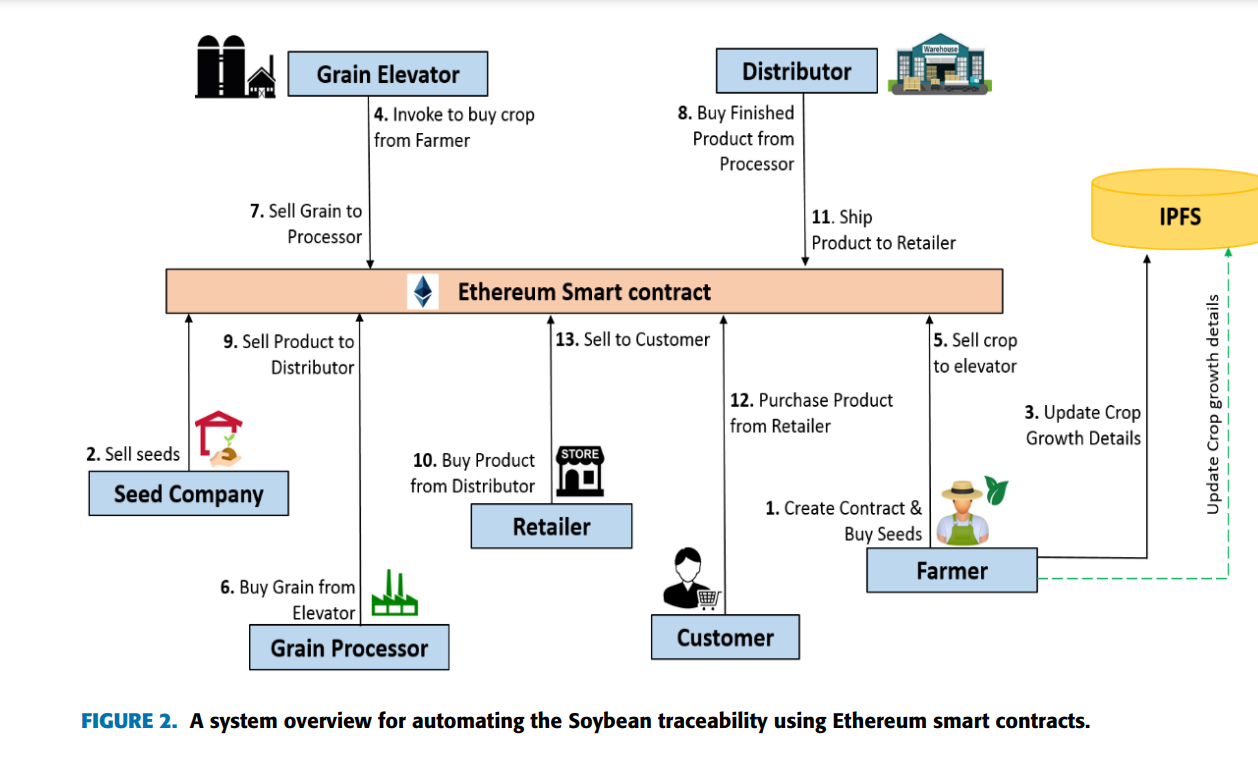 Grain Elevator
Distributor
Warehouse
4. Invoke to buy crop
from Farmer
8. Buy Finished
Product from
Processor
7. Sell Grain to
Processor
11. Ship
Product to Retailer
IPFS
Ethereum Smart contract
9. Sell Product to
Distributor
13. Sell to Customer
5. Sell crop
to elevator
12. Purchase Product
from Retailer
3. Update Crop
Growth Details
Update Crop growth details
2. Sell seeds
Seed Company
10. Buy Product
from Distributor
STORE
Retailer
1. Create Contract &
Buy Seeds
Farmer
6. Buy Grain from
Elevator
Grain Processor
Customer
FIGURE 2. A system overview for automating the Soybean traceability using Ethereum smart contracts.